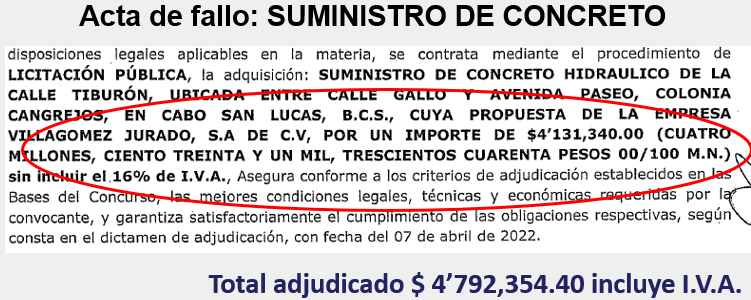 Acta de fallo: SUMINISTRO DE CONCRETO
disposiciones legales aplicables en la materia, se contrata mediante el procedimiento de
LICITACIÓN PÚBLICA, la adquisición: SUMINISTRO DE CONCRETO HIDRAULICO DE LA
CALLE TIBURÓN, UBICADA ENTRE CALLE GALLO Y AVENIDA PASEO, COLONIA
CANGREJOS, EN CABO SAN LUCAS, B.C.S., CUYA PROPUESTA DE LA EMPRESA
VILLAGOMEZ JURADO, S.A DE C.V, POR UN IMPORTE DE $4’131,340.00 (CUATRO
MILLONES, CIENTO TREINTA Y UN MIL, TRESCIENTOS CUARENTA PESOS 00/100 M.N.)
sin incluir el 16% de I.V.A., Asegura conforme a los criterios de adjudicación establecidos en las
Bases del Concurso, las mejores condiciones legales, técnicas y económicas requeridas por la
convocante, y garantiza satisfactoriamente el cumplimiento de las obligaciones respectivas, según
consta en el dictamen de adjudicación, con fecha del 07 de abril de 2022.
Total adjudicado $ 4’792,354.40 incluye I.V.A.